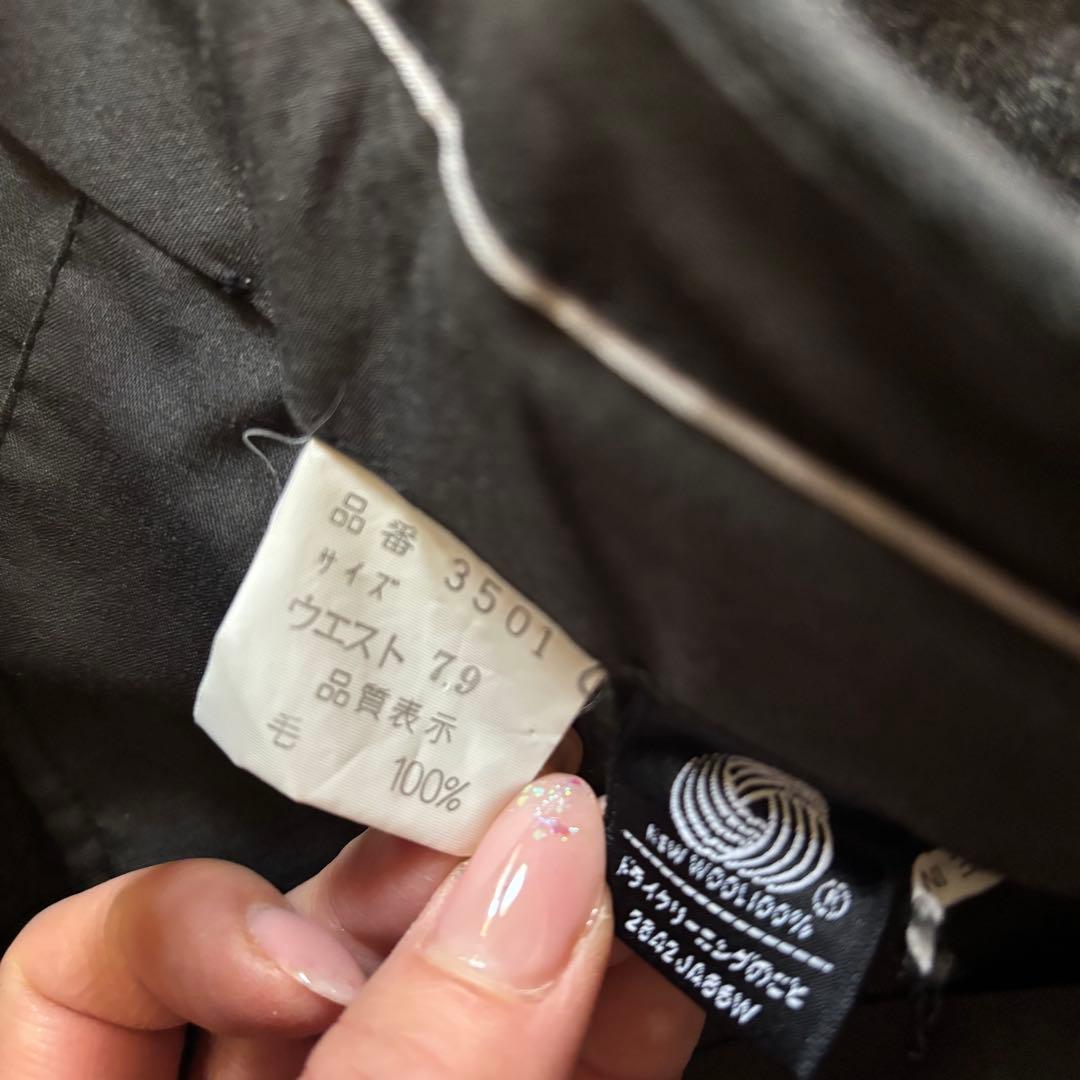 品番 3501
サイズ
ウエスト 79
品質表示
毛 100%
NEW WOOL100%
ドライクリーニングのこと